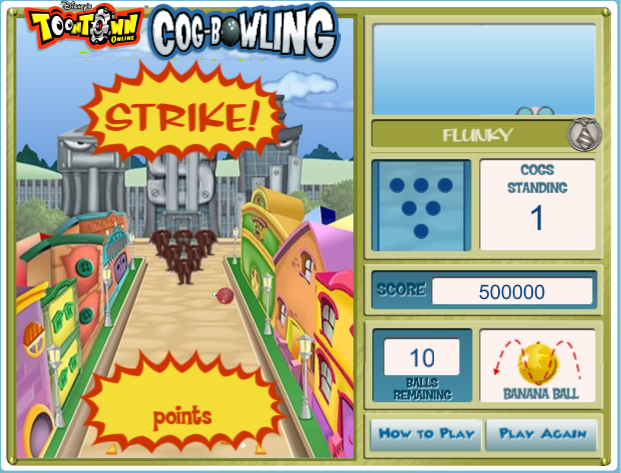 Disney's
TOONTOWN
ONLINE
COG-BOWLING
STRIKE!
points
FLUNKY
COGS
STANDING
1
SCORE 500000
10
BALLS
REMAINING
BANANA BALL
HOW TO PLAY
PLAY AGAIN